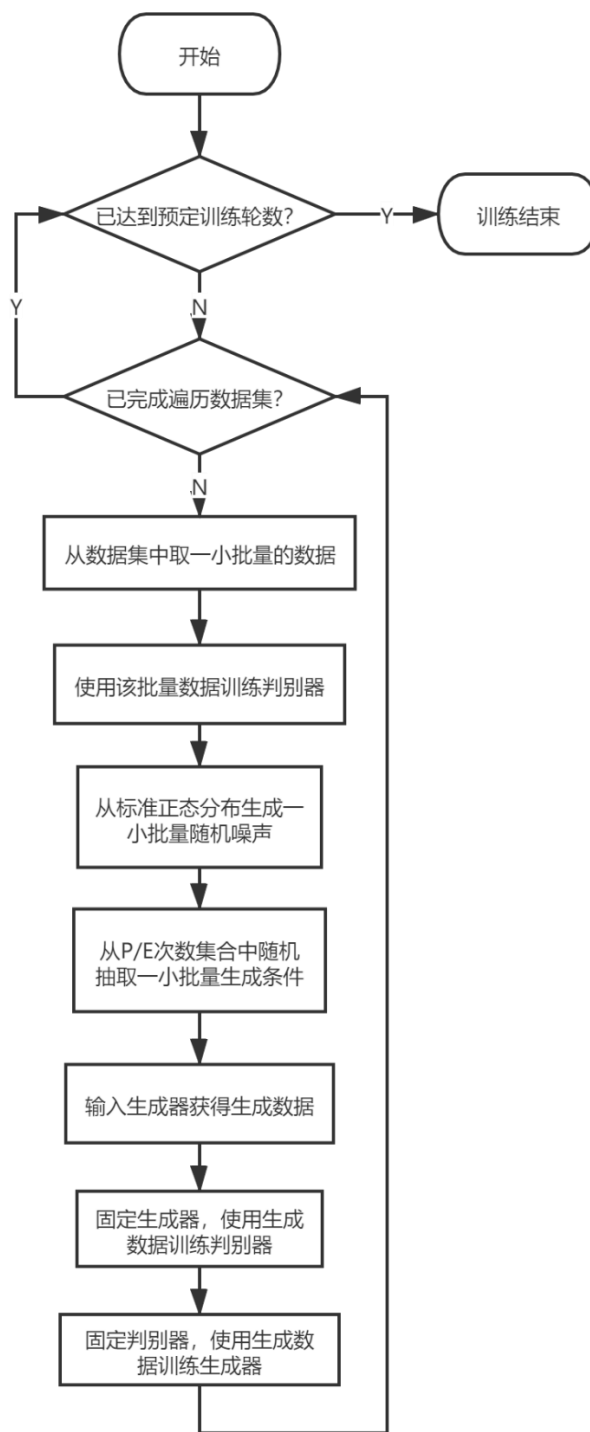 开始
已达到预定训练轮数？
Y
训练结束
Y
N
已完成遍历数据集？
N
从数据集中取一小批量的数据
使用该批量数据训练判别器
从标准正态分布生成一
小批量随机噪声
从P/E次数集合中随机
抽取一小批量生成条件
输入生成器获得生成数据
固定生成器，使用生成
数据训练判别器
固定判别器，使用生成数
据训练生成器